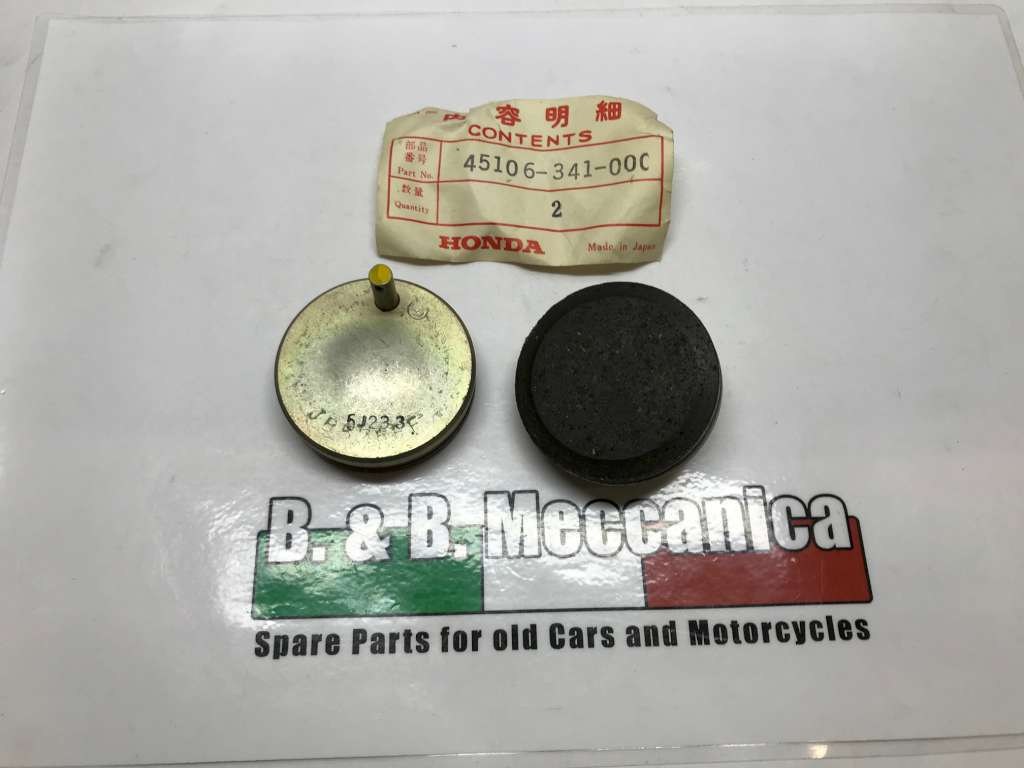 容明細
CONTENTS
部品
番号
Part No.
45106-341-00C
数量
Quantity
2
HONDA
Made in Japan
5J233C
B. & B. Meccanica
Spare Parts for old Cars and Motorcycles